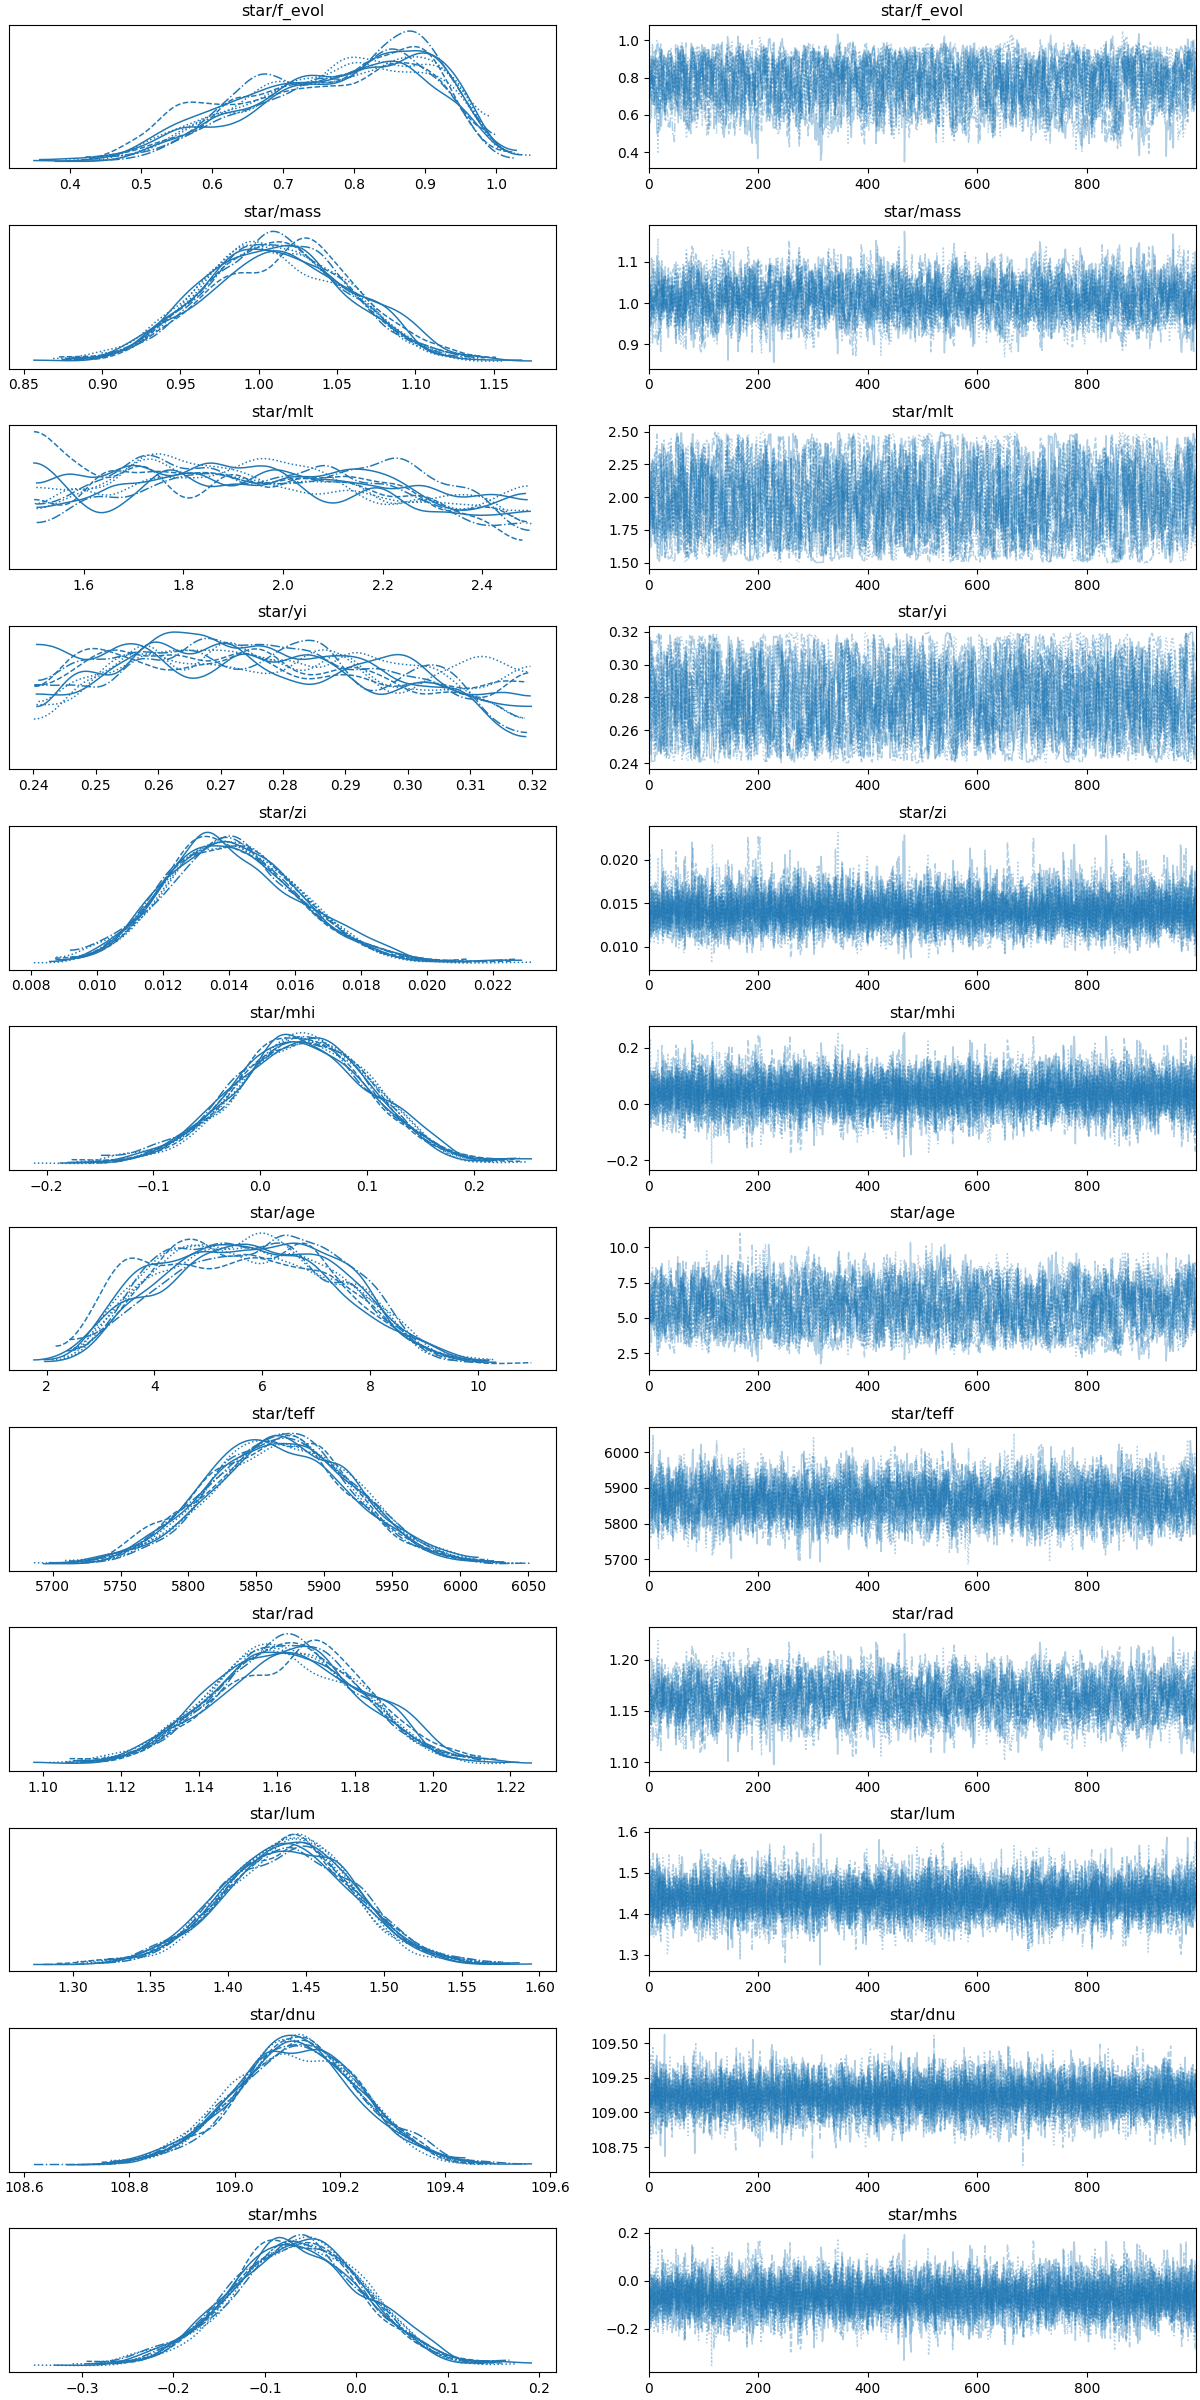 star/f_evol star/f_evol
1.0
0.8
0.6
0.4
0.4 0.5 0.6 0.7 0.8 0.9 1.0 0 200 400 600 800
star/mass star/mass
1.1
1.0
0.9
0.85 0.90 0.95 1.00 1.05 1.10 1.15 0 200 400 600 800
star/mlt star/mlt
2.50
2.25
2.00
1.75
1.50
1.6 1.8 2.0 2.2 2.4 0 200 400 600 800
star/yi star/yi
0.32
0.30
0.28
0.26
0.24
0.24 0.25 0.26 0.27 0.28 0.29 0.30 0.31 0.32 0 200 400 600 800
star/zi star/zi
0.020
0.015
0.010
0.008 0.010 0.012 0.014 0.016 0.018 0.020 0.022 0 200 400 600 800
star/mhi star/mhi
0.2
0.0
−0.2
−0.2 −0.1 0.0 0.1 0.2 0 200 400 600 800
star/age star/age
10.0
7.5
5.0
2.5
2 4 6 8 10 0 200 400 600 800
star/teff star/teff
6000
5900
5800
5700
5700 5750 5800 5850 5900 5950 6000 6050 0 200 400 600 800
star/rad star/rad
1.20
1.15
1.10
1.10 1.12 1.14 1.16 1.18 1.20 1.22 0 200 400 600 800
star/lum star/lum
1.6
1.5
1.4
1.3
1.30 1.35 1.40 1.45 1.50 1.55 1.60 0 200 400 600 800
star/dnu star/dnu
109.50
109.25
109.00
108.75
108.6 108.8 109.0 109.2 109.4 109.6 0 200 400 600 800
star/mhs star/mhs
0.2
0.0
−0.2
−0.3 −0.2 −0.1 0.0 0.1 0.2 0 200 400 600 800